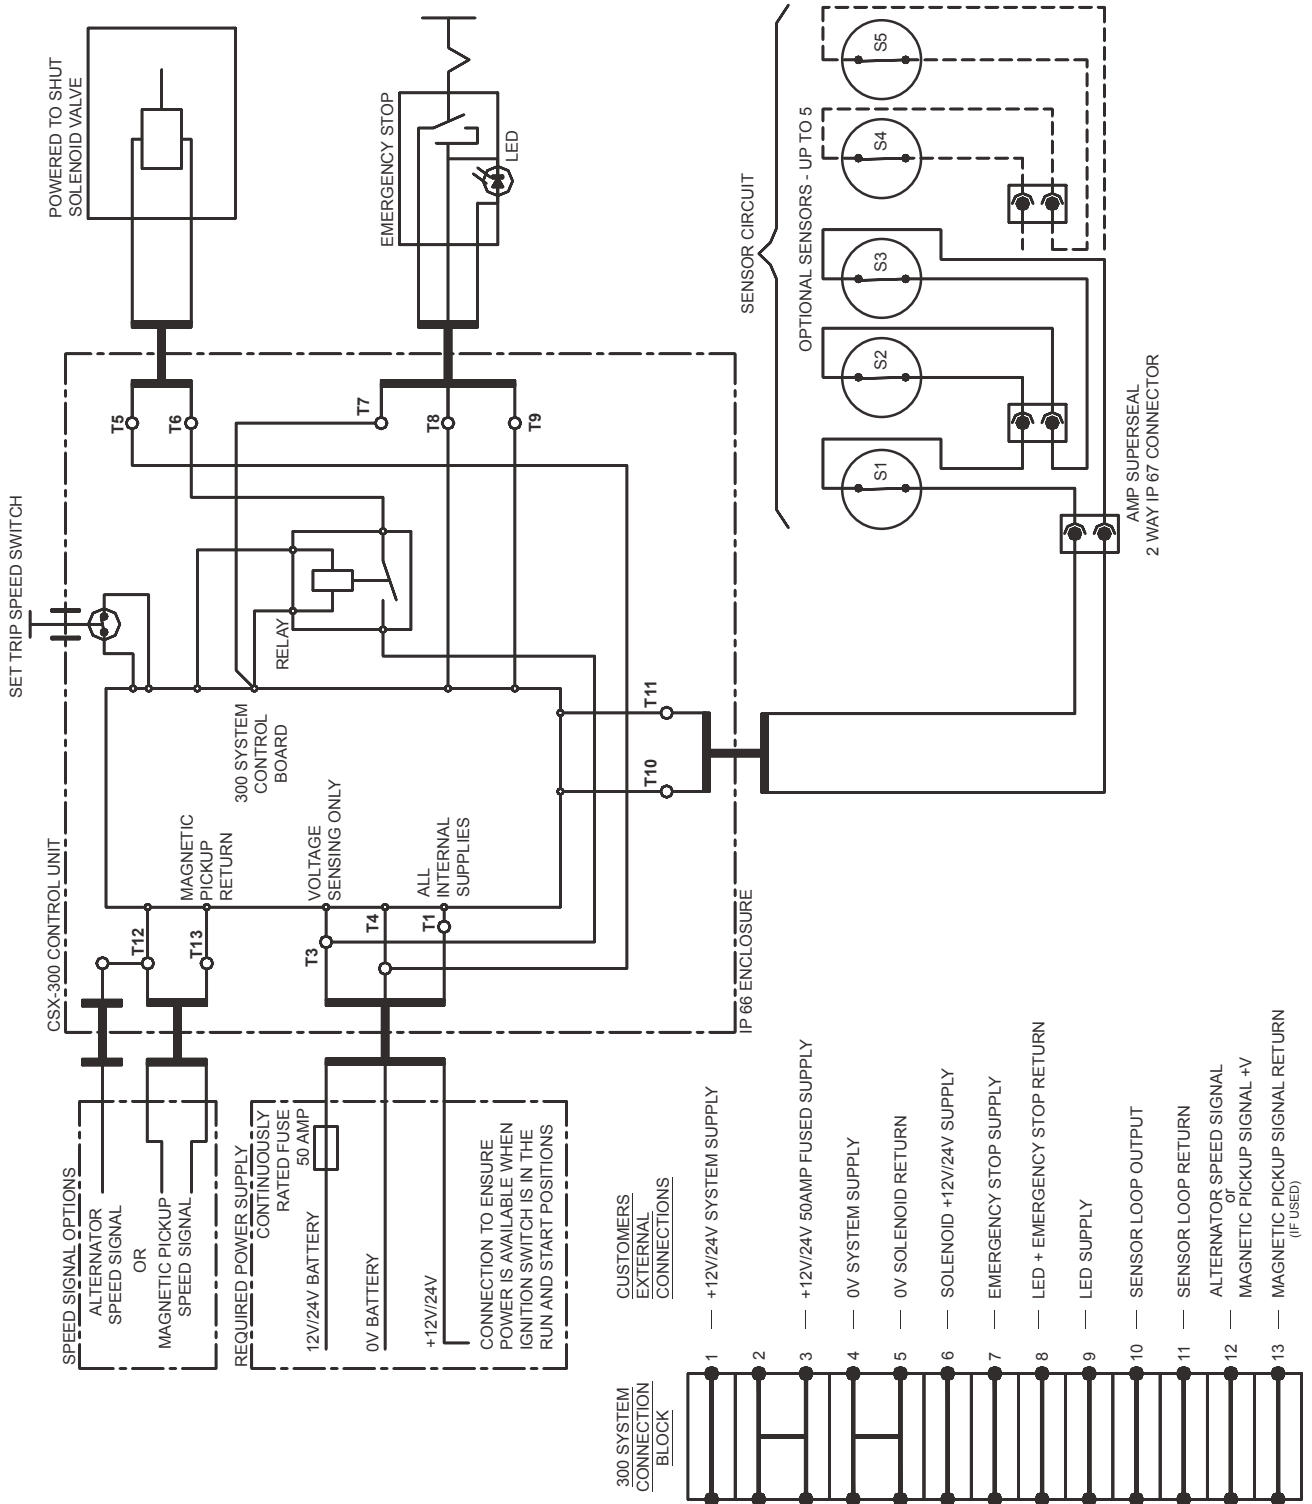 POWERED TO SHUT
SOLENOID VALVE
EMERGENCY STOP
LED
SENSOR CIRCUIT
OPTIONAL SENSORS - UP TO 5
S5
S4
S3
S2
S1
AMP SUPERSEAL
2 WAY IP 67 CONNECTOR
SET TRIP SPEED SWITCH
T5
T6
T7
T8
T9
RELAY
T11
T10
300 SYSTEM
CONTROL
BOARD
MAGNETIC
PICKUP
RETURN
VOLTAGE
SENSING ONLY
ALL
INTERNAL
SUPPLIES
CSX-300 CONTROL UNIT
T12
T13
T3
T4
T1
IP 66 ENCLOSURE
SPEED SIGNAL OPTIONS
ALTERNATOR
SPEED SIGNAL
OR
MAGNETIC PICKUP
SPEED SIGNAL
REQUIRED POWER SUPPLY
CONTINUOUSLY
RATED FUSE
50 AMP
12V/24V BATTERY
0V BATTERY
+12V/24V
CONNECTION TO ENSURE
POWER IS AVAILABLE WHEN
IGNITION SWITCH IS IN THE
RUN AND START POSITIONS
300 SYSTEM
CONNECTION
BLOCK
CUSTOMERS
EXTERNAL
CONNECTIONS
1 — +12V/24V SYSTEM SUPPLY
2
3 — +12V/24V 50AMP FUSED SUPPLY
4 — 0V SYSTEM SUPPLY
5 — 0V SOLENOID RETURN
6 — SOLENOID +12V/24V SUPPLY
7 — EMERGENCY STOP SUPPLY
8 — LED + EMERGENCY STOP RETURN
9 — LED SUPPLY
10 — SENSOR LOOP OUTPUT
11 — SENSOR LOOP RETURN
ALTERNATOR SPEED SIGNAL
12 — or
MAGNETIC PICKUP SIGNAL +V
13 — MAGNETIC PICKUP SIGNAL RETURN
(IF USED)